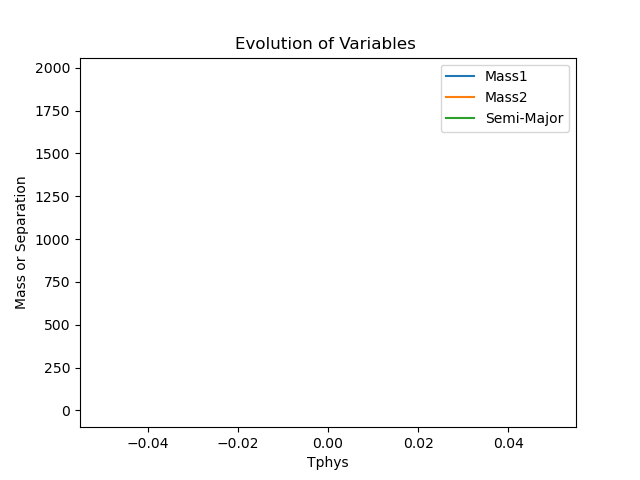 Evolution of Variables
2000
1750
1500
1250
1000
750
500
250
0
Mass or Separation
Mass1
Mass2
Semi-Major
−0.04
−0.02
0.00
0.02
0.04
Tphys